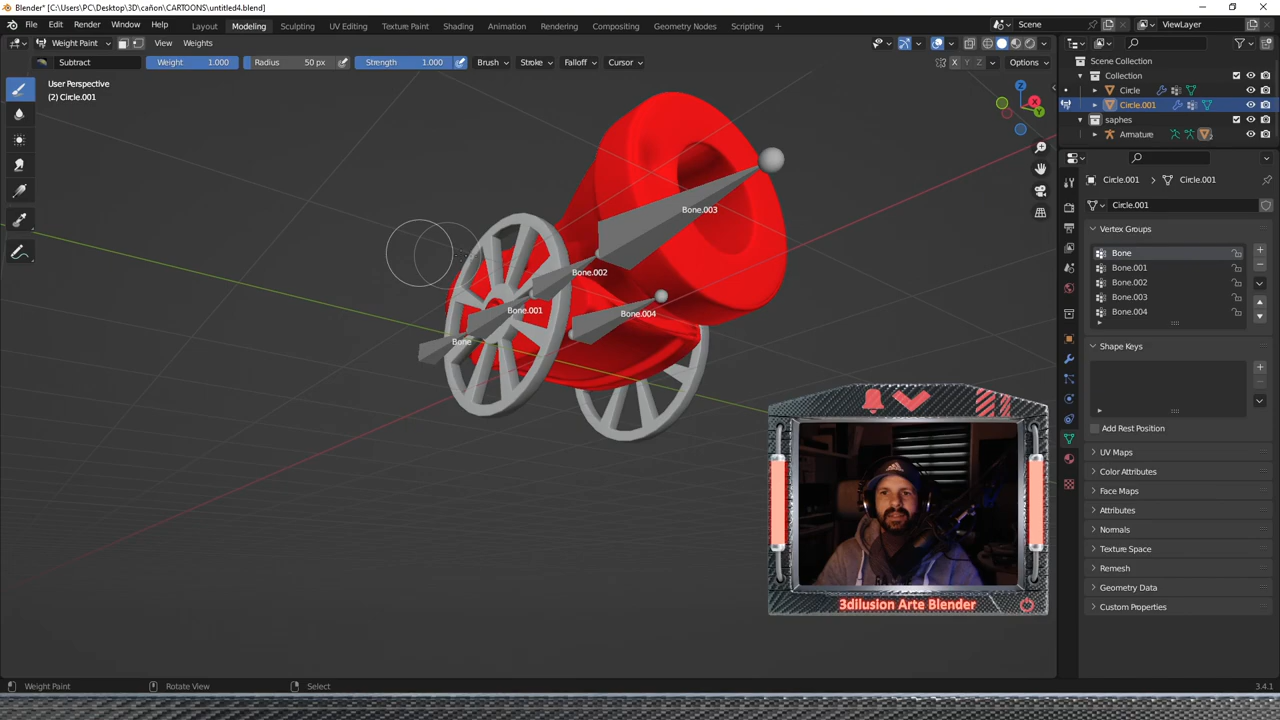 Blender* [C:\Users\PC\Desktop\3D\cañon\CARTOONS\untitled4.blend]
File Edit Render Window Help Layout Modeling Sculpting UV Editing Texture Paint Shading Animation Rendering Compositing Geometry Nodes Scripting + Scene ViewLayer
Weight Paint View Weights
Subtract Weight 1.000 Radius 50 px Strength 1.000 Brush Stroke Falloff Cursor X Y Z Options
User Perspective
(2) Circle.001
Bone.003
Bone.002
Bone.001
Bone.004
Bone
X
Y
Z
Scene Collection
Collection
Circle
Circle.001
saphes
Armature
Circle.001 > Circle.001
Circle.001
Vertex Groups
Bone
Bone.001
Bone.002
Bone.003
Bone.004
Shape Keys
Add Rest Position
UV Maps
Color Attributes
Face Maps
Attributes
Normals
Texture Space
Remesh
Geometry Data
Custom Properties
3dilusion Arte Blender
Weight Paint Rotate View Select 3.4.1